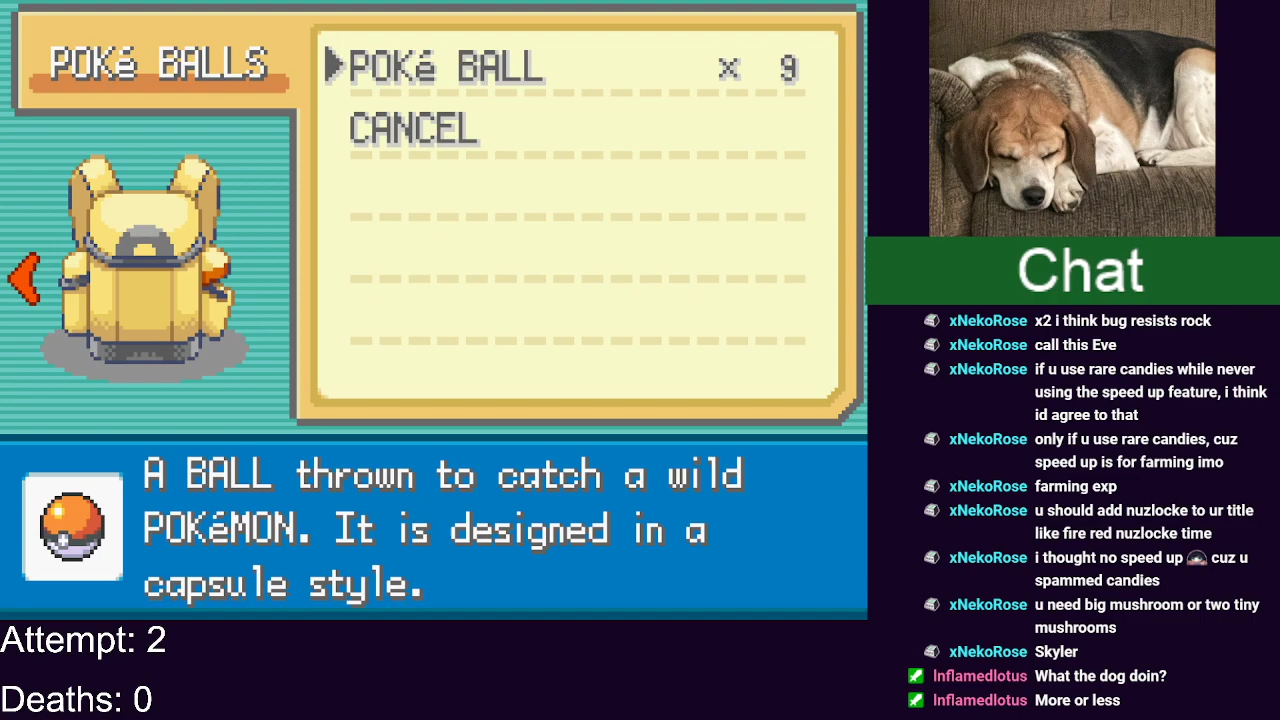 POKé BALLS
POKé BALL × 9
CANCEL
A BALL thrown to catch a wild
POKéMON. It is designed in a
capsule style.
Attempt: 2
Deaths: 0
Chat
xNekoRose x2 i think bug resists rock
xNekoRose call this Eve
xNekoRose if u use rare candies while never
using the speed up feature, i think
id agree to that
xNekoRose only if u use rare candies, cuz
speed up is for farming imo
xNekoRose farming exp
xNekoRose u should add nuzlocke to ur title
like fire red nuzlocke time
xNekoRose i thought no speed up cuz u
spammed candies
xNekoRose u need big mushroom or two tiny
mushrooms
xNekoRose Skyler
Inflamedlotus What the dog doin?
Inflamedlotus More or less